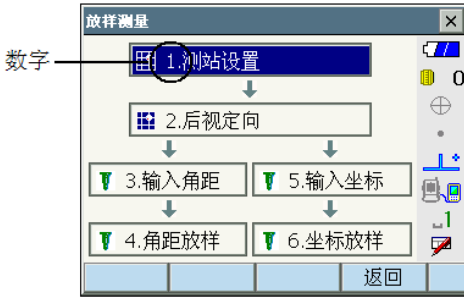 放样测量
数字
1.测站设置
0
2.后视定向
3.输入角距
5.输入坐标
4.角距放样
6.坐标放样
1
返回